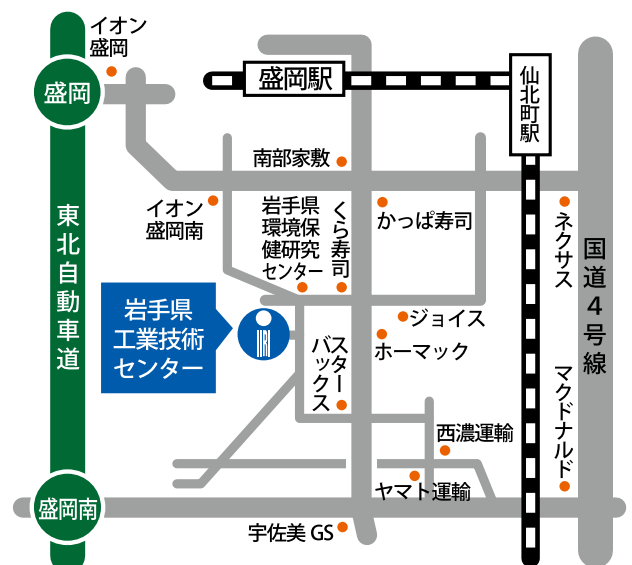 イオン
盛岡
盛岡
盛岡駅
仙北町駅
南部家敷
イオン
盛岡南
岩手県
環境保
健研究
センター
くら寿司
かっぱ寿司
ネクサス
国道4号線
東北自動車道
岩手県
工業技術
センター
IIRI
ジョイス
ホーマック
スター
バックス
マクドナルド
西濃運輸
ヤマト運輸
盛岡南
宇佐美 GS